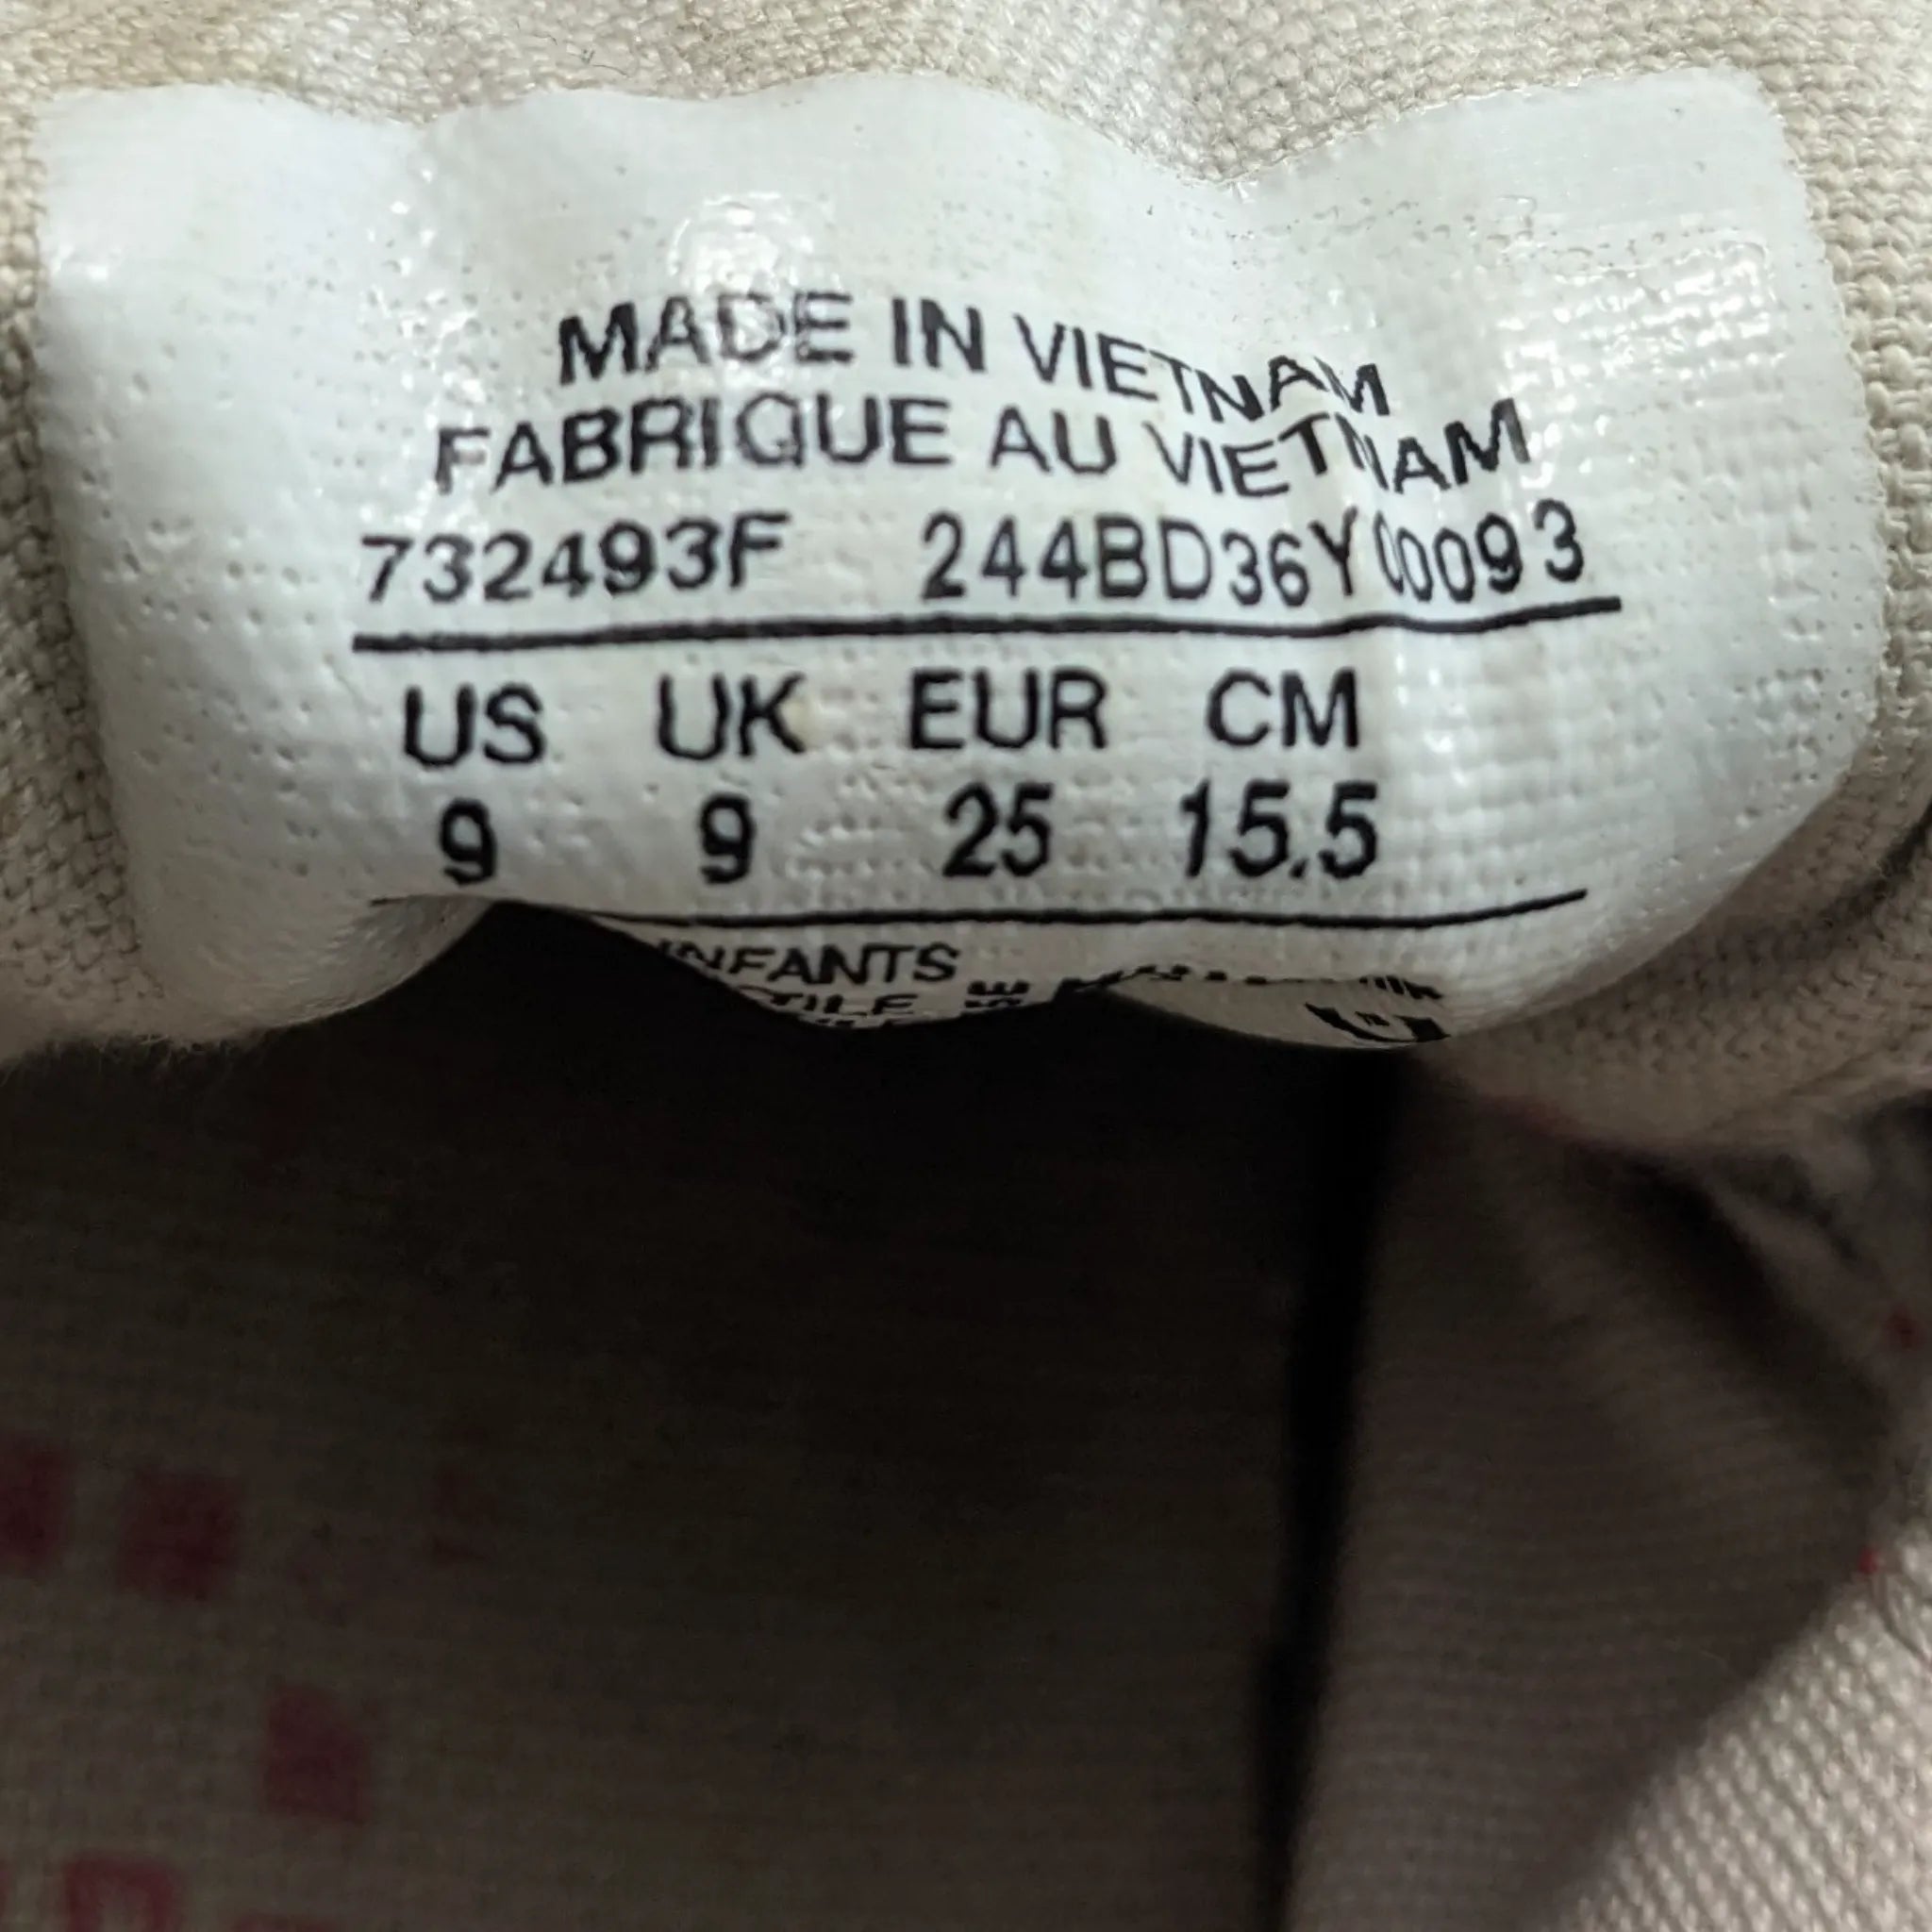 MADE IN VIETNAM
FABRIQUE AU VIETNAM
732493F 244BD36Y00093
US UK EUR CM
9 9 25 15.5
INFANTS